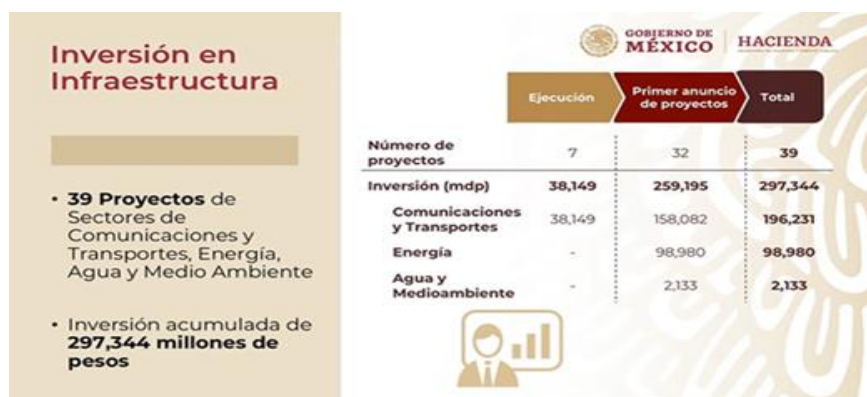 Inversión en
Infraestructura
• 39 Proyectos de
Sectores de
Comunicaciones y
Transportes, Energía,
Agua y Medio Ambiente
• Inversión acumulada de
297,344 millones de
pesos
GOBIERNO DE
MÉXICO
HACIENDA
Ejecución
Primer anuncio
de proyectos
Total
Número de
proyectos
7 32 39
Inversión (mdp) 38,149 259,195 297,344
Comunicaciones
y Transportes
38,149 158,082 196,231
Energía - 98,980 98,980
Agua y
Medioambiente
- 2,133 2,133